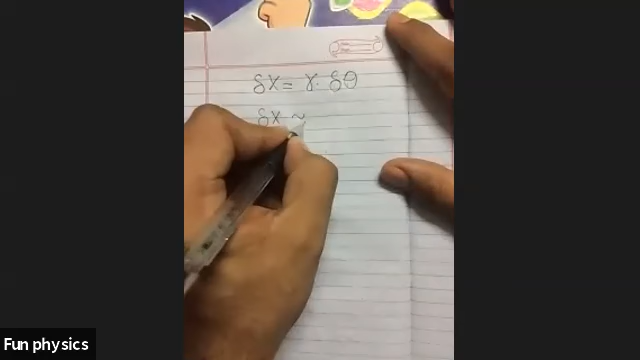 δx = γ · δθ
δx ~
Fun physics